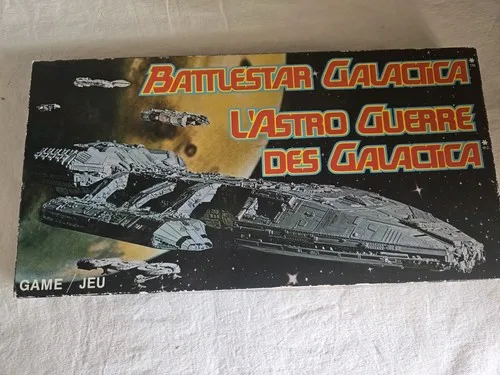 BATTLESTAR GALACTICA*
L'ASTRO GUERRE
DES GALACTICA*
GAME / JEU